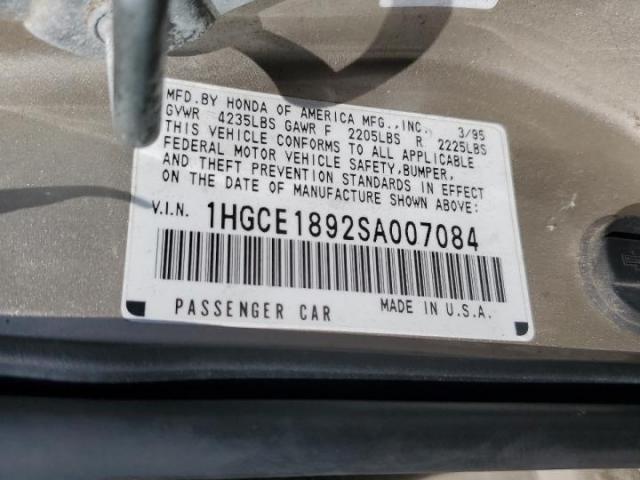 MFD. BY HONDA OF AMERICA MFG., INC. 3/95
GVWR 4235LBS GAWR F 2205LBS R 2225LBS
THIS VEHICLE CONFORMS TO ALL APPLICABLE
FEDERAL MOTOR VEHICLE SAFETY, BUMPER,
AND THEFT PREVENTION STANDARDS IN EFFECT
ON THE DATE OF MANUFACTURE SHOWN ABOVE:
V.I.N. 1HGCE1892SA007084
PASSENGER CAR MADE IN U.S.A.